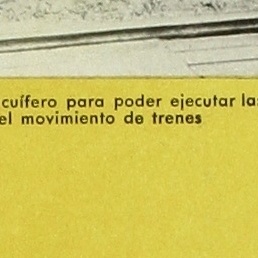 cuífero para poder ejecutar las
el movimiento de trenes